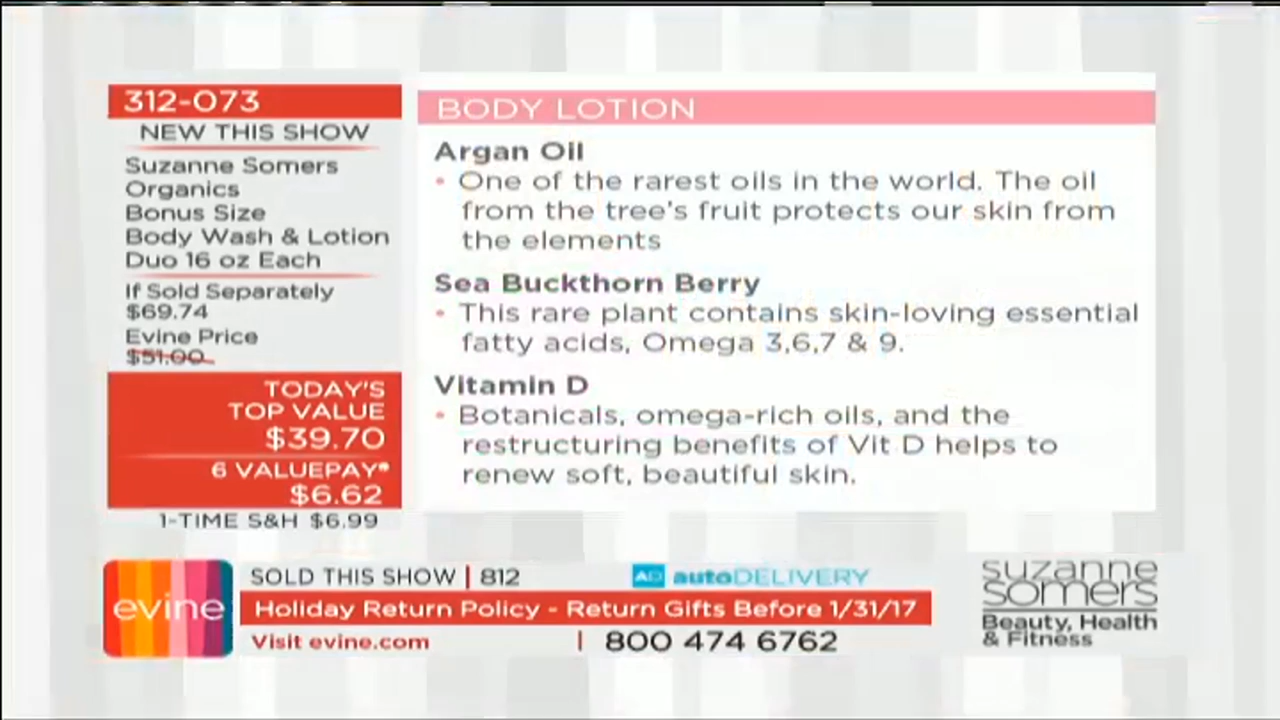 312-073
NEW THIS SHOW
Suzanne Somers
Organics
Bonus Size
Body Wash & Lotion
Duo 16 oz Each
If Sold Separately
$69.74
Evine Price
$51.00
TODAY'S
TOP VALUE
$39.70
6 VALUEPAY®
$6.62
1-TIME S&H $6.99
BODY LOTION
Argan Oil
• One of the rarest oils in the world. The oil
from the tree's fruit protects our skin from
the elements
Sea Buckthorn Berry
• This rare plant contains skin-loving essential
fatty acids, Omega 3,6,7 & 9.
Vitamin D
• Botanicals, omega-rich oils, and the
restructuring benefits of Vit D helps to
renew soft, beautiful skin.
evine
SOLD THIS SHOW | 812
AD autoDELIVERY
Holiday Return Policy - Return Gifts Before 1/31/17
Visit evine.com | 800 474 6762
suzanne
somers
Beauty, Health
& Fitness